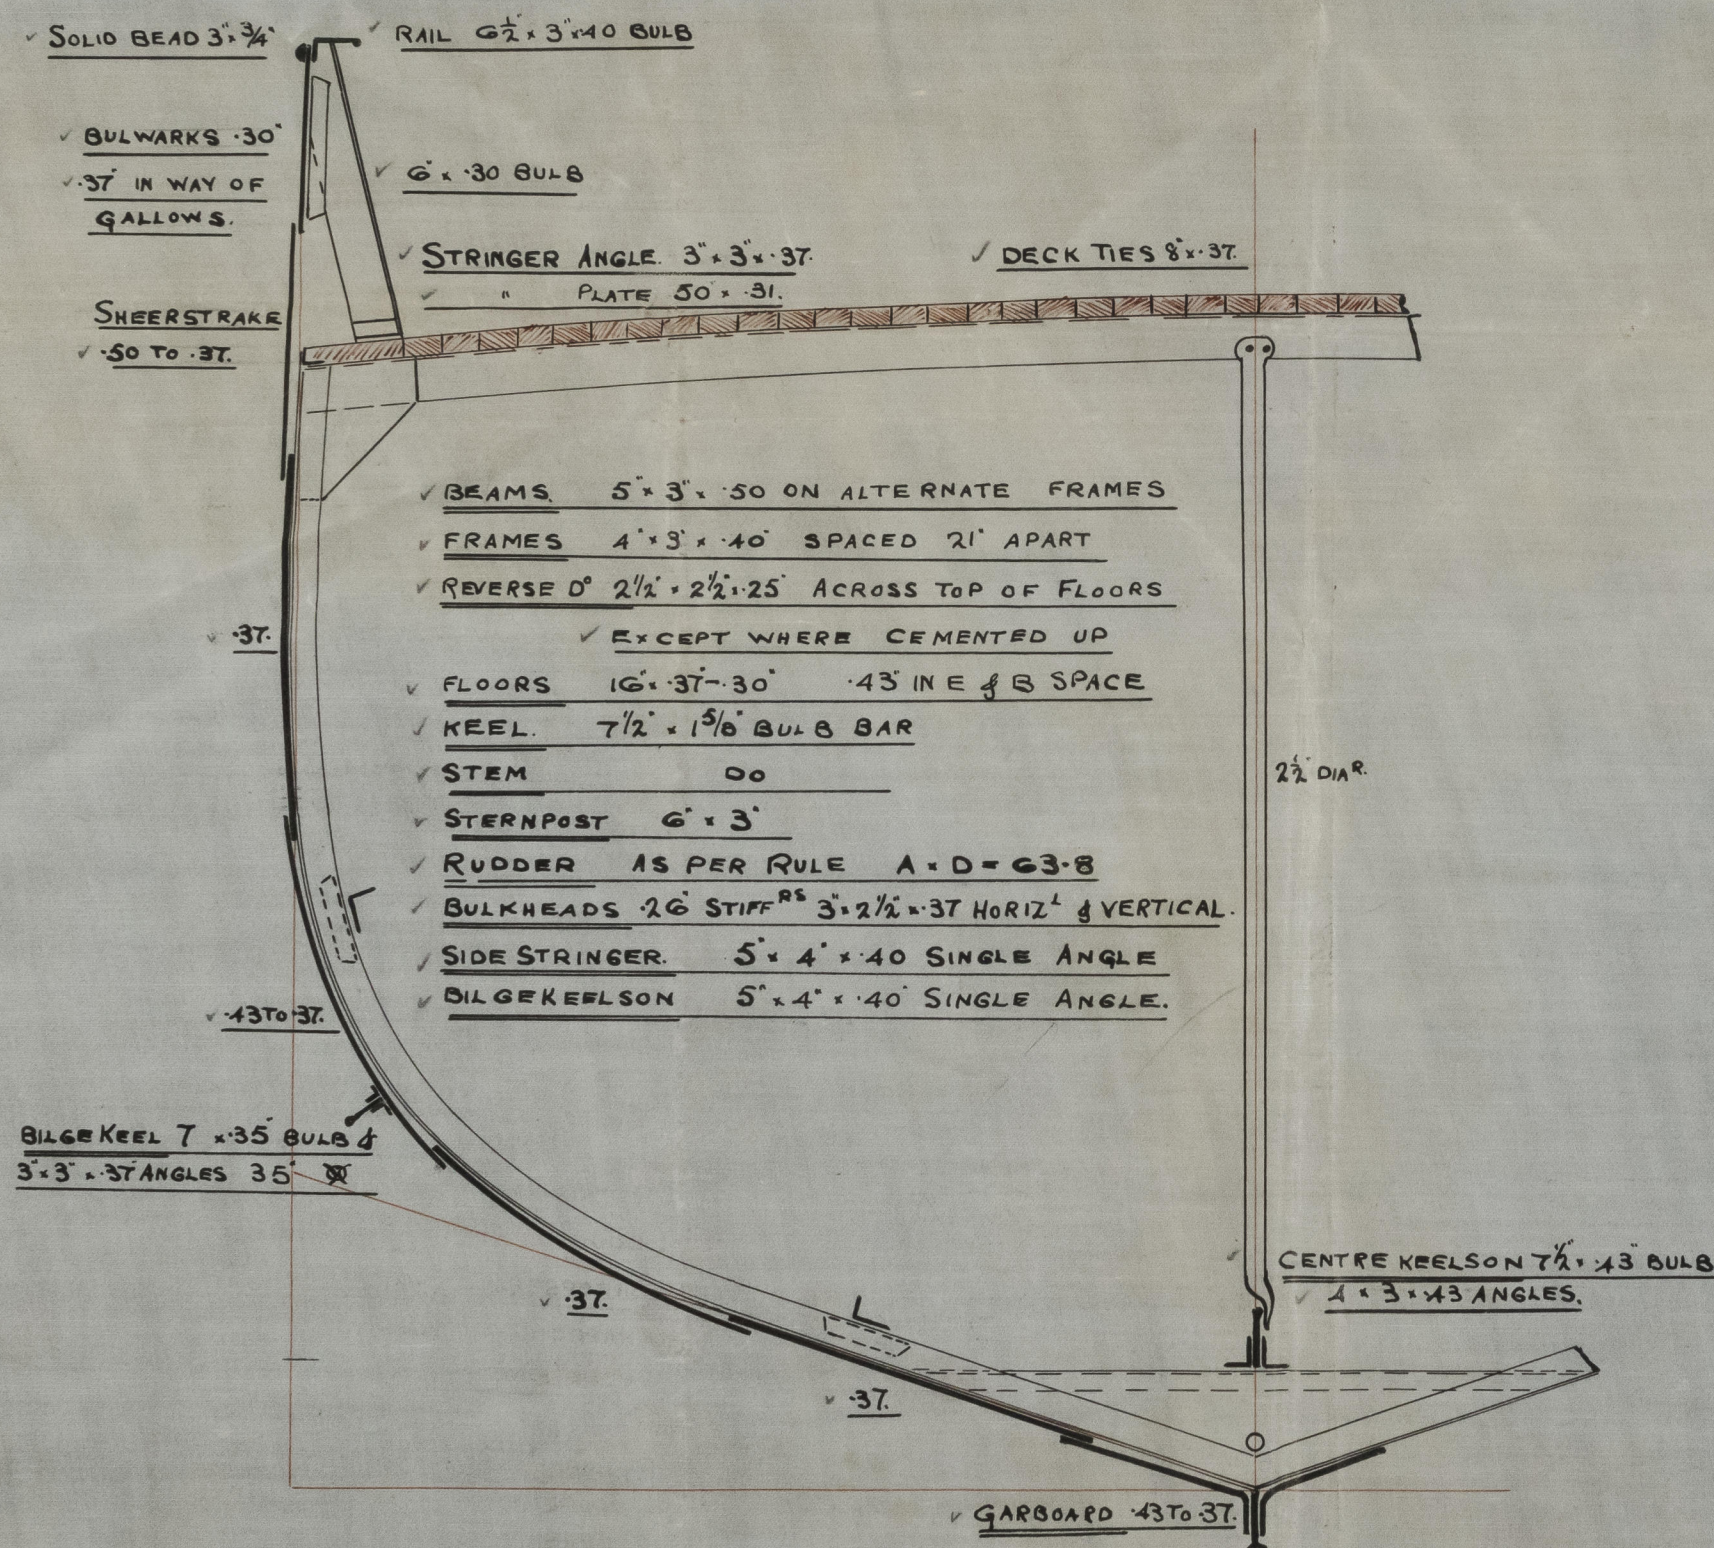 SOLID BEAD 3" × 3/4"
RAIL 6 1/2" × 3" × .40 BULB
BULWARKS .30"
.37" IN WAY OF
GALLOWS.
6" × .30 BULB
STRINGER ANGLE. 3" × 3" × .37.
" PLATE 50" × .31.
DECK TIES 8" × .37.
SHEERSTRAKE
.50 TO .37.
BEAMS. 5" × 3" × .50 ON ALTERNATE FRAMES
FRAMES 4" × 3" × .40" SPACED 21" APART
REVERSE Dº 2 1/2" × 2 1/2" × .25" ACROSS TOP OF FLOORS
.37.
EXCEPT WHERE CEMENTED UP
FLOORS 16" × .37"-.30" .43" IN E & B SPACE
KEEL. 7 1/2" × 1 5/8" BULB BAR
STEM DO
2 1/2" DIAR.
STERNPOST 6" × 3"
RUDDER AS PER RULE A × D = 63.8
BULKHEADS .26" STIFFRS 3" × 2 1/2" × .37 HORIZL & VERTICAL.
SIDE STRINGER. 5" × 4" × .40 SINGLE ANGLE
BILGE KEELSON 5" × 4" × .40" SINGLE ANGLE.
.43 TO .37.
BILGE KEEL 7 × .35" BULB &
3" × 3" × .37" ANGLES 35"
CENTRE KEELSON 7 1/2" × .43" BULB
4 × 3 × .43 ANGLES.
.37.
.37.
GARBOARD .43 TO .37.